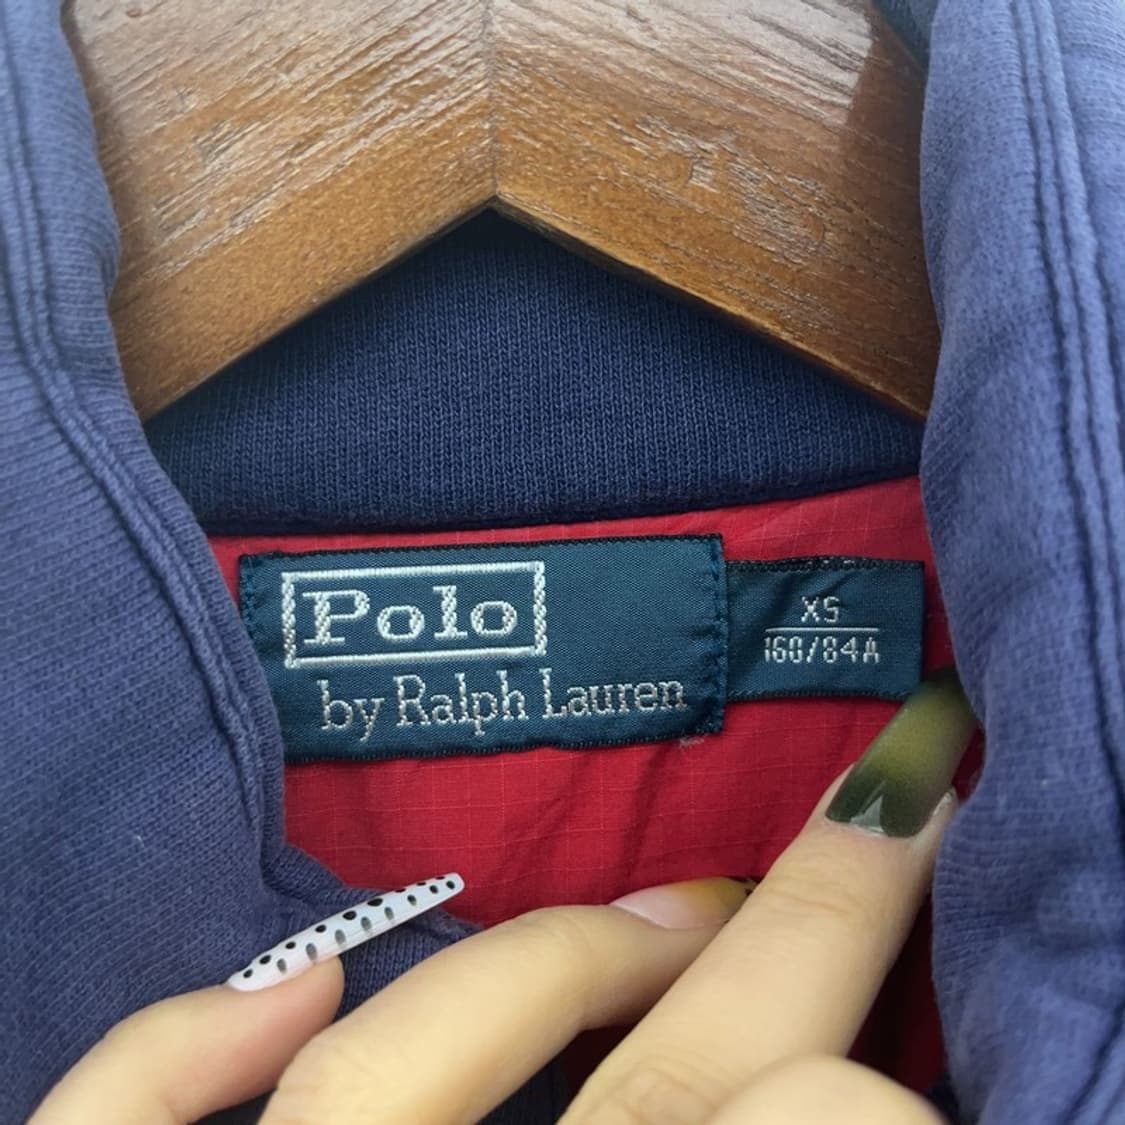 Polo
by Ralph Lauren
XS
160/84A